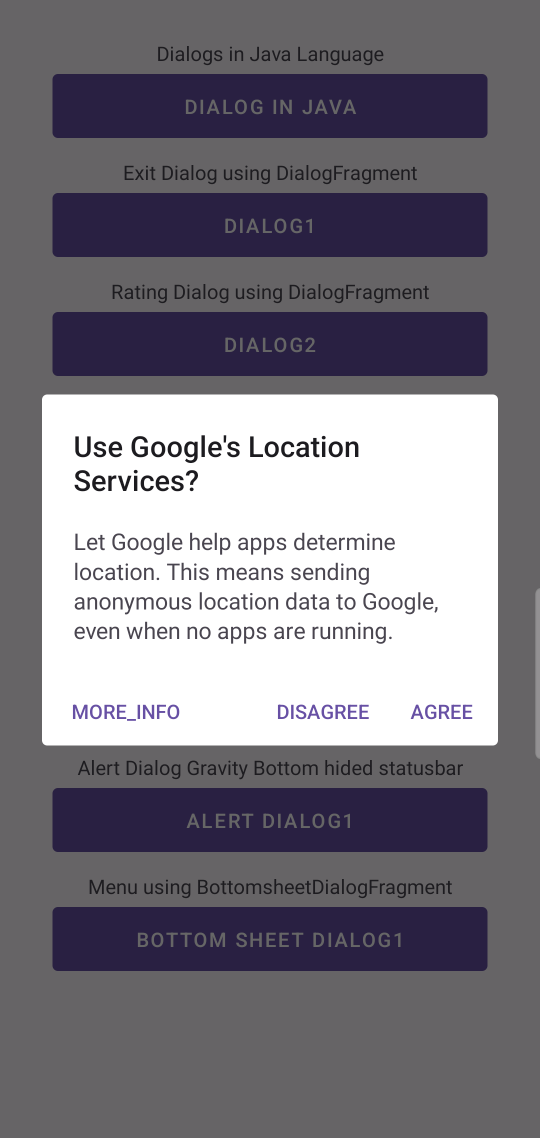 Dialogs in Java Language
DIALOG IN JAVA
Exit Dialog using DialogFragment
DIALOG1
Rating Dialog using DialogFragment
DIALOG2
Use Google's Location
Services?
Let Google help apps determine
location. This means sending
anonymous location data to Google,
even when no apps are running.
MORE_INFO DISAGREE AGREE
Alert Dialog Gravity Bottom hided statusbar
ALERT DIALOG1
Menu using BottomsheetDialogFragment
BOTTOM SHEET DIALOG1